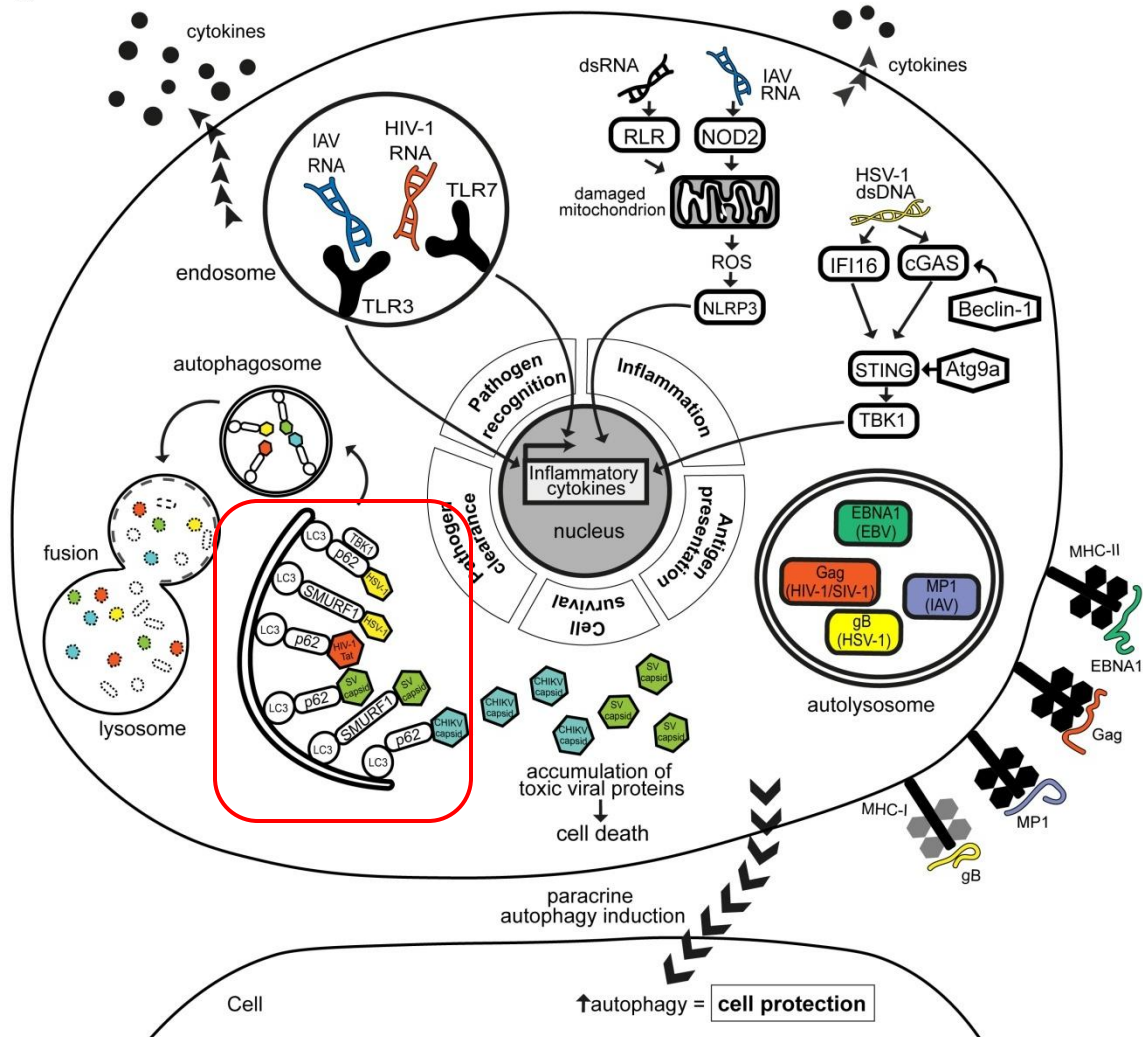 cytokines
cytokines
dsRNA
IAV
RNA
RLR
NOD2
IAV
RNA
HIV-1
RNA
TLR7
TLR3
endosome
damaged
mitochondrion
ROS
NLRP3
HSV-1
dsDNA
IFI16
cGAS
Beclin-1
STING
Atg9a
TBK1
autophagosome
Pathogen
recognition
Inflammation
Pathogen
clearance
Cell
survival
Antigen
presentation
Inflammatory
cytokines
nucleus
fusion
lysosome
LC3
p62
TBK1
HSV-1
LC3
SMURF1
HSV-1
LC3
p62
HIV-1
Tat
LC3
p62
SV
capsid
LC3
SMURF1
SV
capsid
LC3
p62
CHIKV
capsid
CHIKV
capsid
CHIKV
capsid
CHIKV
capsid
SV
capsid
SV
capsid
SV
capsid
accumulation of
toxic viral proteins
cell death
EBNA1
(EBV)
Gag
(HIV-1/SIV-1)
MP1
(IAV)
gB
(HSV-1)
autolysosome
MHC-II
EBNA1
Gag
MP1
MHC-I
gB
paracrine
autophagy induction
Cell
↑autophagy = cell protection